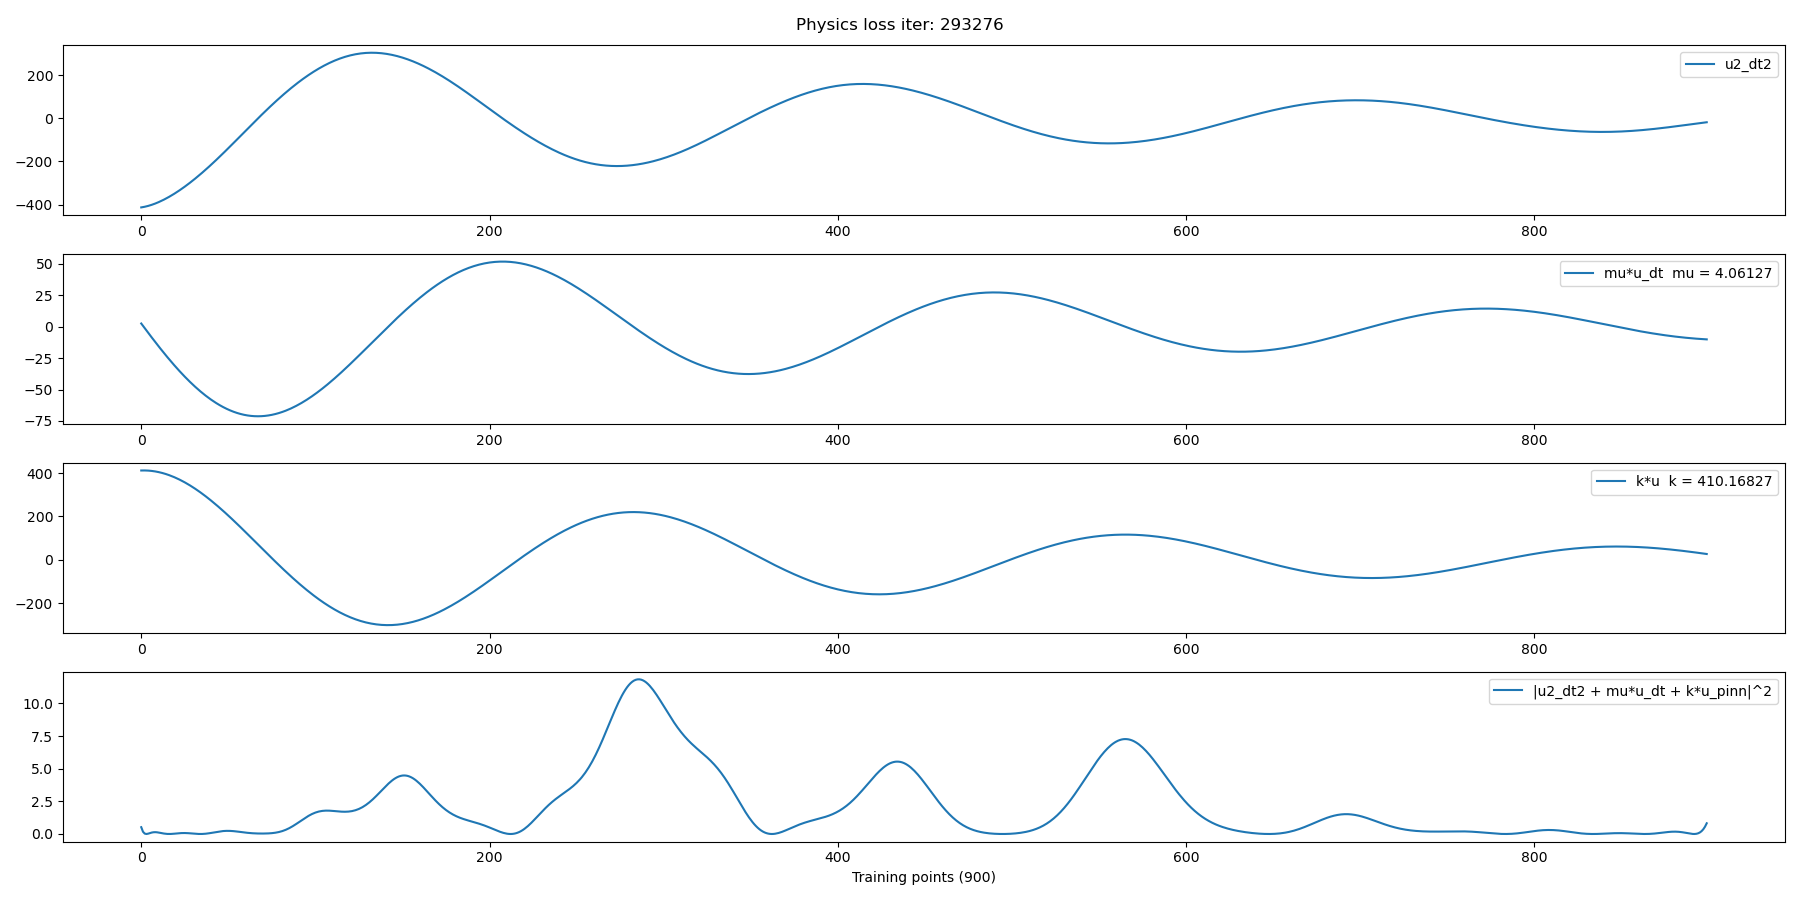 Physics loss iter: 293276
u2_dt2
200
0
−200
−400
0 200 400 600 800
mu*u_dt  mu = 4.06127
50
25
0
−25
−50
−75
0 200 400 600 800
k*u  k = 410.16827
400
200
0
−200
0 200 400 600 800
|u2_dt2 + mu*u_dt + k*u_pinn|^2
10.0
7.5
5.0
2.5
0.0
0 200 400 600 800
Training points (900)